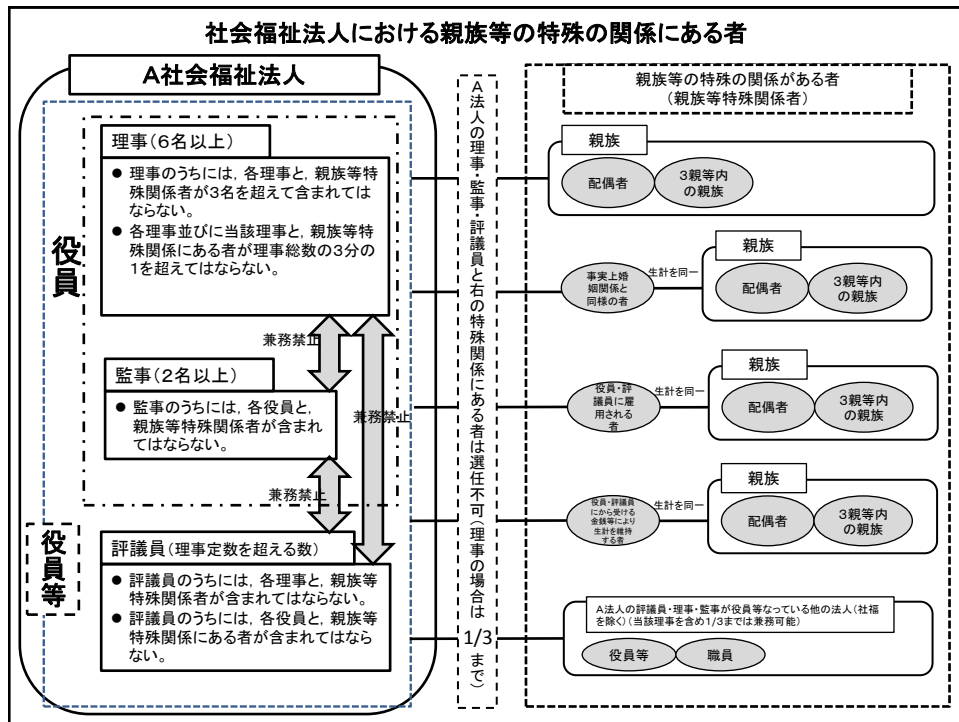 社会福祉法人における親族等の特殊の関係にある者
A社会福祉法人
役員
理事(6名以上)
● 理事のうちには，各理事と，親族等特
殊関係者が3名を超えて含まれては
ならない。
● 各理事並びに当該理事と，親族等特
殊関係にある者が理事総数の3分の
1を超えてはならない。
兼務禁止
監事(2名以上)
● 監事のうちには，各役員と，
親族等特殊関係者が含まれ
てはならない。
兼務禁止
兼務禁止
役員等
評議員(理事定数を超える数)
● 評議員のうちには，各理事と，親族等
特殊関係者が含まれてはならない。
● 評議員のうちには，各役員と，親族等
特殊関係にある者が含まれてはなら
ない。
A法人の理事・監事・評議員と右の特殊関係にある者は選任不可(理事の場合は1/3まで)
親族等の特殊の関係がある者
(親族等特殊関係者)
親族
配偶者
3親等内
の親族
事実上婚
姻関係と
同様の者
生計を同一
親族
配偶者
3親等内
の親族
役員・評
議員に雇
用される
者
生計を同一
親族
配偶者
3親等内
の親族
役員・評議員
にから受ける
金銭等により
生計を維持
する者
生計を同一
親族
配偶者
3親等内
の親族
A法人の評議員・理事・監事が役員等なっている他の法人(社福
を除く)(当該理事を含め1/3までは兼務可能)
役員等
職員